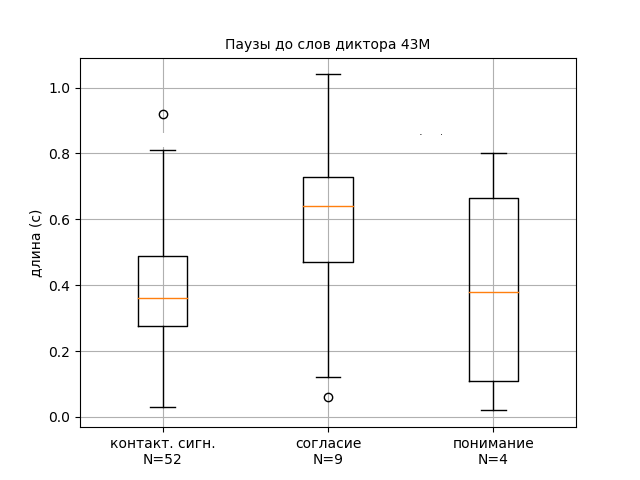 Паузы до слов диктора 43М
длина (с)
1.0
0.8
0.6
0.4
0.2
0.0
контакт. сигн.
N=52
согласие
N=9
понимание
N=4